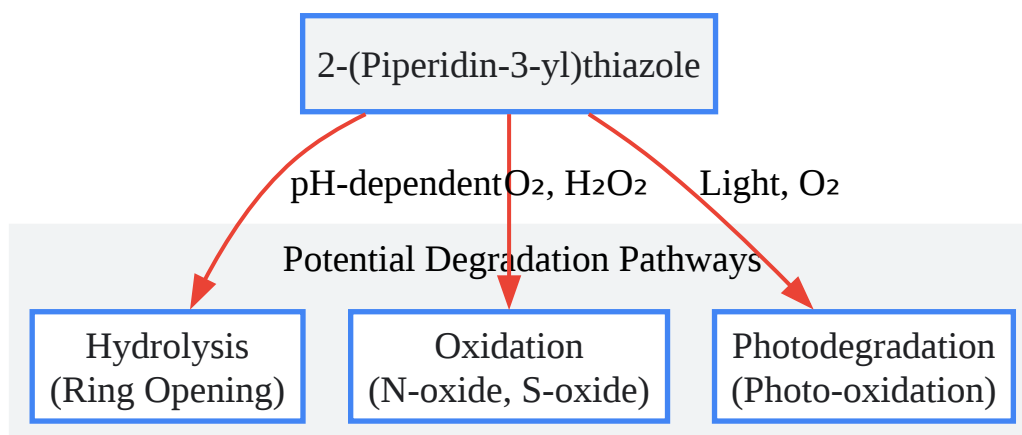 2-(Piperidin-3-yl)thiazole
pH-dependent
O₂, H₂O₂
Light, O₂
Potential Degradation Pathways
Hydrolysis
(Ring Opening)
Oxidation
(N-oxide, S-oxide)
Photodegradation
(Photo-oxidation)